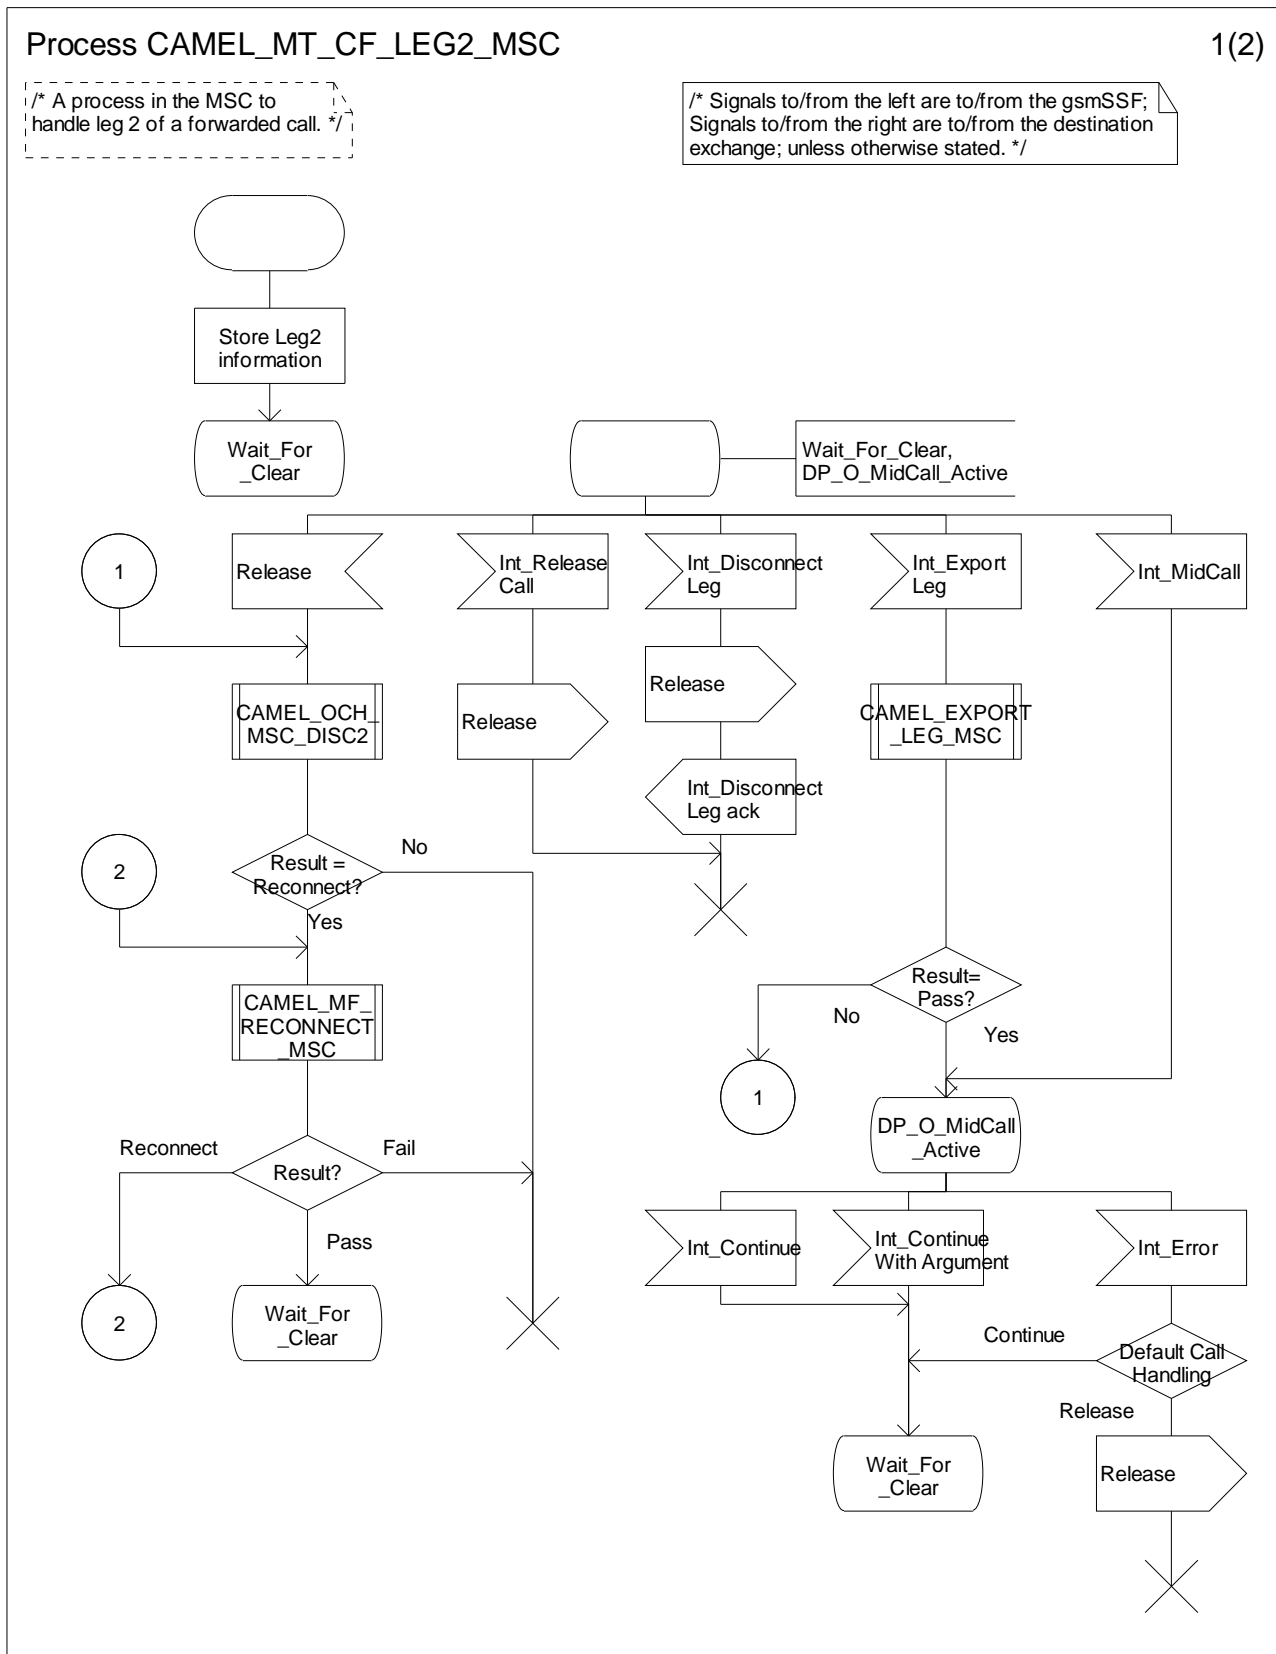 Process CAMEL_MT_CF_LEG2_MSC
1(2)
/* A process in the MSC to
handle leg 2 of a forwarded call. */
/* Signals to/from the left are to/from the gsmSSF;
Signals to/from the right are to/from the destination
exchange; unless otherwise stated. */
Store Leg2
information
Wait_For
_Clear
Wait_For_Clear,
DP_O_MidCall_Active
1
Release
Int_Release
Call
Int_Disconnect
Leg
Int_Export
Leg
Int_MidCall
CAMEL_OCH_
MSC_DISC2
Release
Release
CAMEL_EXPORT
_LEG_MSC
Int_Disconnect
Leg ack
2
Result =
Reconnect?
No
Yes
CAMEL_MF_
RECONNECT
_MSC
Result=
Pass?
No
Yes
1
DP_O_MidCall
_Active
Reconnect
Result?
Fail
Pass
2
Wait_For
_Clear
Int_Continue
Int_Continue
With Argument
Int_Error
Continue
Default Call
Handling
Release
Wait_For
_Clear
Release